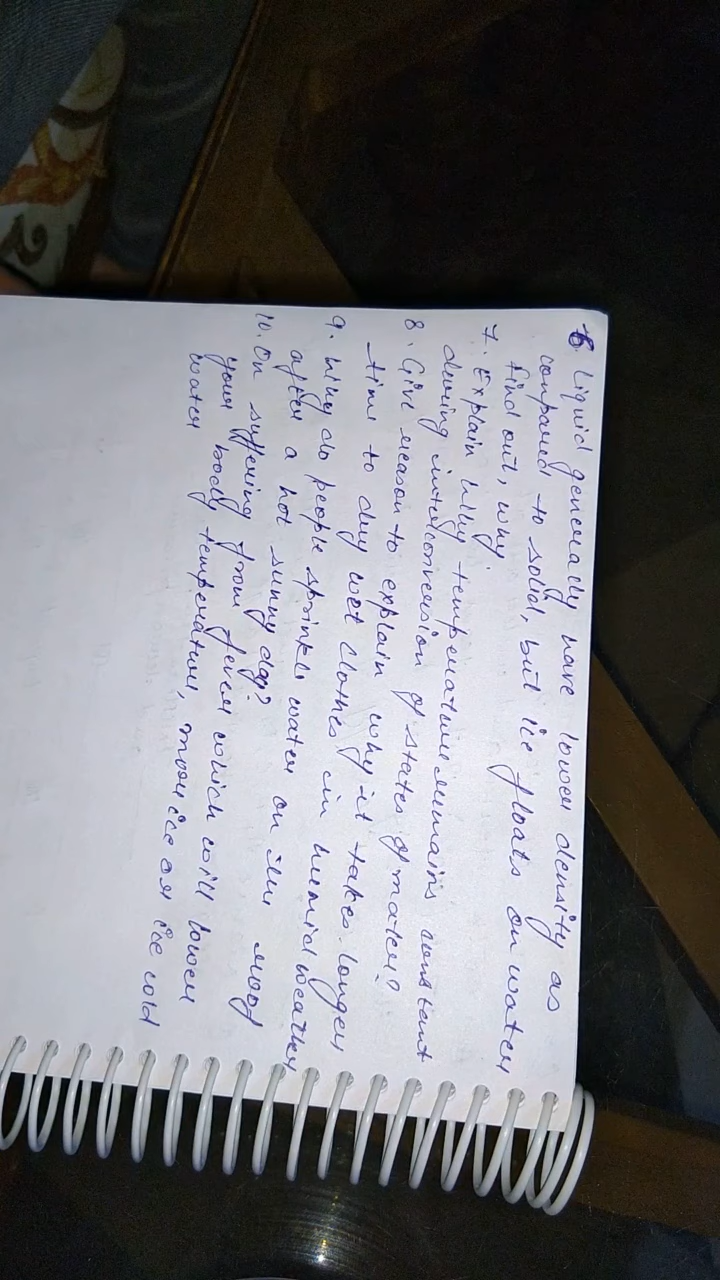 6. Liquid generally have lower density as
compared to solid, but ice floats on water
find out, why.
7. Explain why temperature remains constant
during interconversion of states of matter?
8. Give reason to explain why it takes longer
time to dry wet clothes in humid weather
9. Why do people sprinkle water on the roof
after a hot sunny day?
10. On suffering from fever which will lower
your body temperature, more ice or ice cold
water